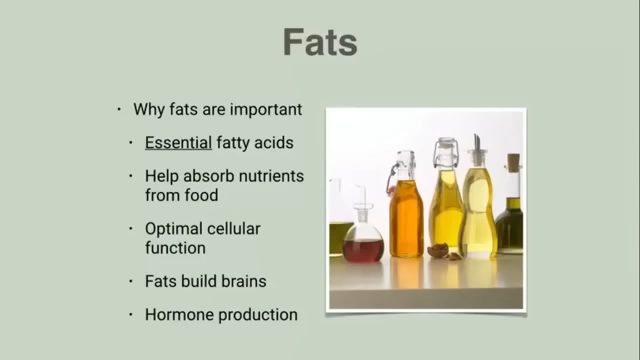 Fats
• Why fats are important
• Essential fatty acids
• Help absorb nutrients
from food
• Optimal cellular
function
• Fats build brains
• Hormone production